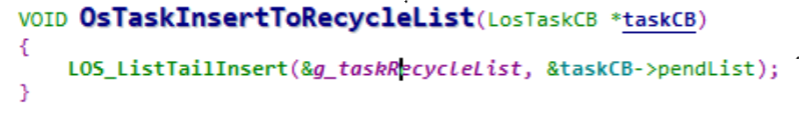 VOID OsTaskInsertToRecycleList(LosTaskCB *taskCB)
{
    LOS_ListTailInsert(&g_taskRecycleList, &taskCB->pendList);
}